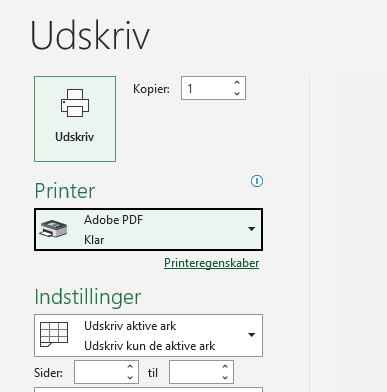 Udskriv
Kopier: 1
Udskriv
Printer
Adobe PDF
Klar
Printeregenskaber
Indstillinger
Udskriv aktive ark
Udskriv kun de aktive ark
Sider: til